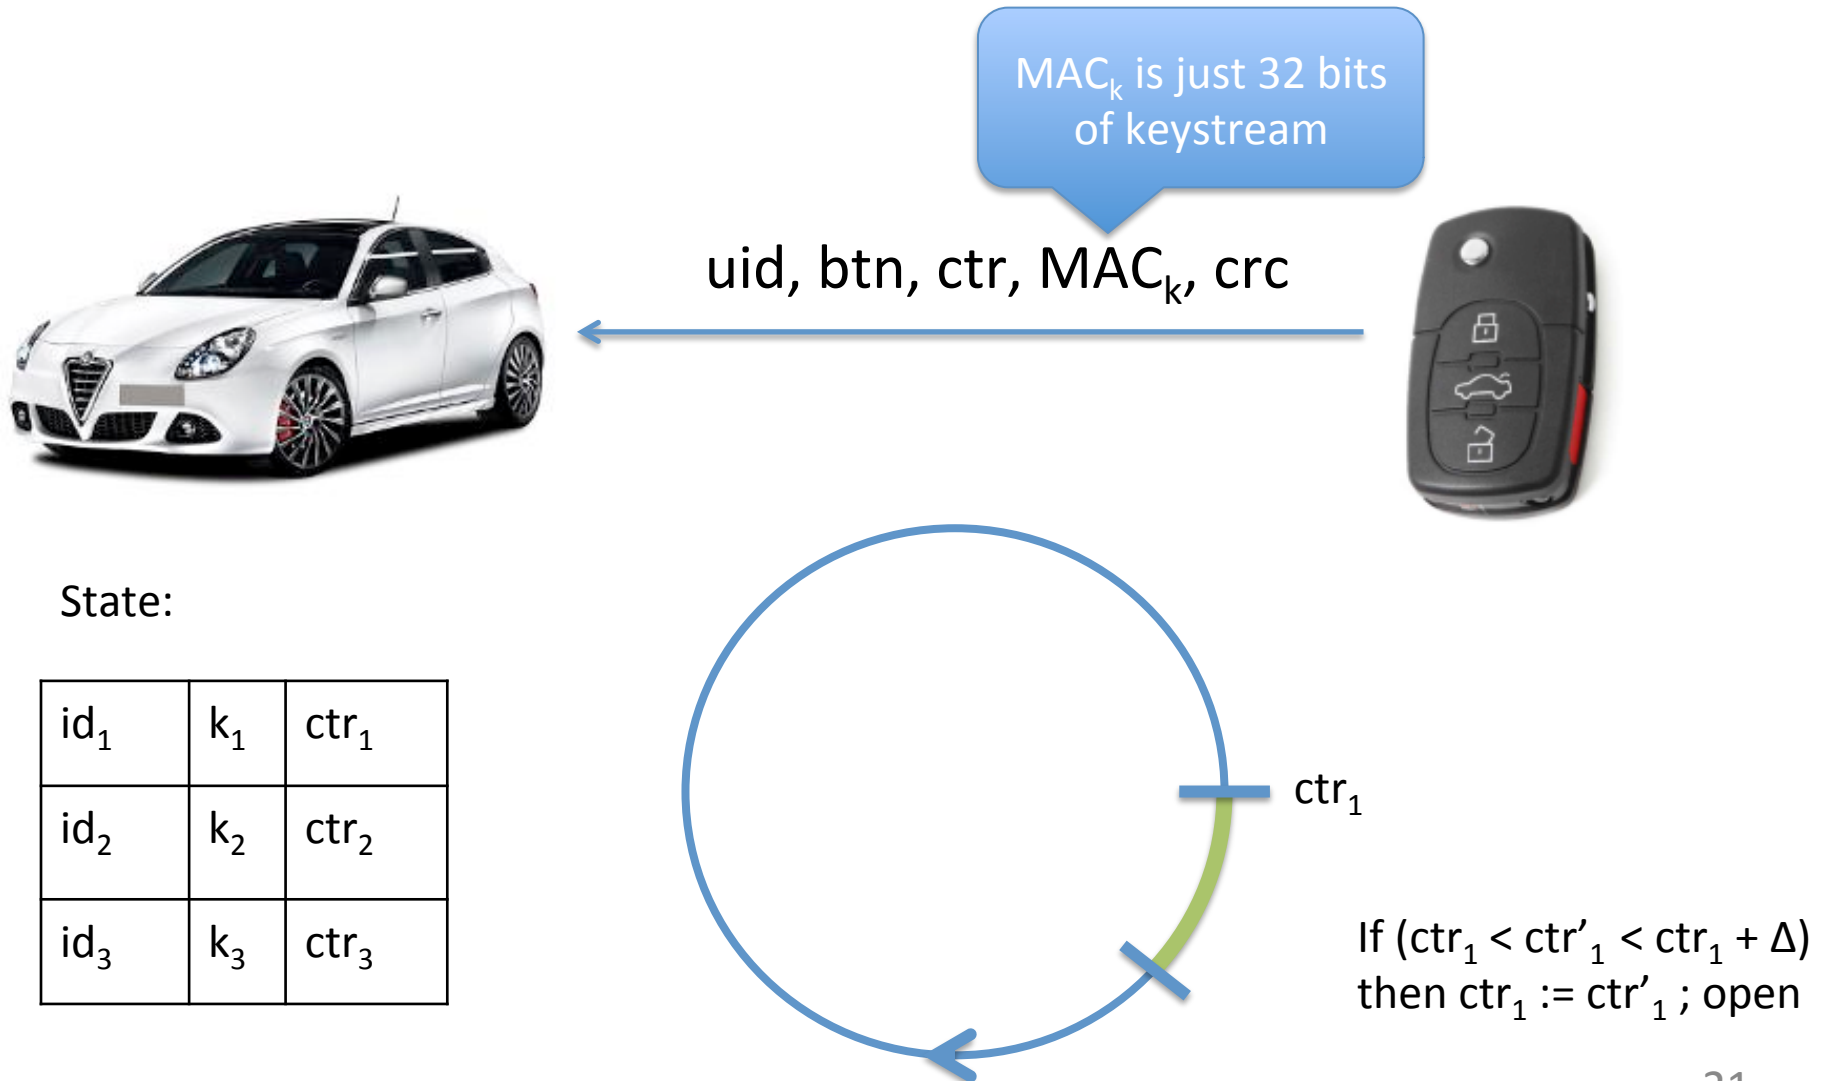 MACₖ is just 32 bits
of keystream
uid, btn, ctr, MACₖ, crc
State:
id₁ k₁ ctr₁
id₂ k₂ ctr₂
id₃ k₃ ctr₃
ctr₁
If (ctr₁ < ctr’₁ < ctr₁ + Δ)
then ctr₁ := ctr’₁ ; open